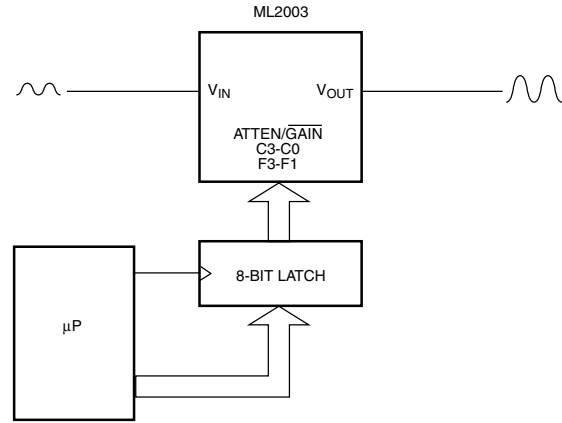 ML2003
VIN
VOUT
ATTEN/GAIN
C3-C0
F3-F1
8-BIT LATCH
μP